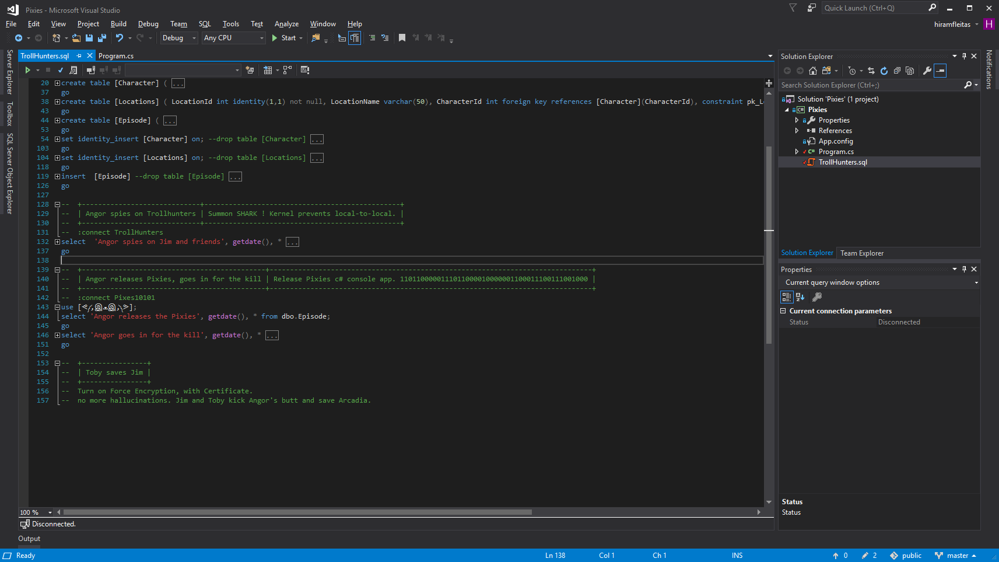 Pixies - Microsoft Visual Studio
Quick Launch (Ctrl+Q)
File Edit View Project Build Debug Team SQL Tools Test Analyze Window Help
hiramfleitas H
Debug Any CPU Start
Server Explorer
Toolbox
SQL Server Object Explorer
TrollHunters.sql Program.cs
20 create table [Character] ( ...
37 go
38 create table [Locations] ( LocationId int identity(1,1) not null, LocationName varchar(50), CharacterId int foreign key references [Character](CharacterId), constraint
43 go
44 create table [Episode] ( ...
53 go
54 set identity_insert [Character] on; --drop table [Character] ...
103 go
104 set identity_insert [Locations] on; --drop table [Locations] ...
118 go
119 insert  [Episode] --drop table [Episode] ...
126 go
127
128 --  +-----------------------------+------------------------------------------------+
129 --  | Angor spies on Trollhunters | Summon SHARK ! Kernel prevents local-to-local. |
130 --  +-----------------------------+------------------------------------------------+
131 --  :connect TrollHunters
132 select  'Angor spies on Jim and friends', getdate(), * ...
137 go
138
139 --  +---------------------------------------------+-------------------------------------------------------------------------------+
140 --  | Angor releases Pixies, goes in for the kill | Release Pixies c# console app. 1101100000111011000010000001100011100111001000 |
141 --  +---------------------------------------------+-------------------------------------------------------------------------------+
142 --  :connect Pixes10101
143 use [];
144 select 'Angor releases the Pixies', getdate(), * from dbo.Episode;
145 go
146 select 'Angor goes in for the kill', getdate(), * ...
151 go
152
153 --  +----------------+
154 --  | Toby saves Jim |
155 --  +----------------+
156 --  Turn on Force Encryption, with Certificate.
157 --  no more hallucinations. Jim and Toby kick Angor's butt and save Arcadia.
100 %
Disconnected.
Output
Ready Ln 138 Col 1 Ch 1 INS 0 2 public master
Solution Explorer
Search Solution Explorer (Ctrl+;)
Solution 'Pixies' (1 project)
C# Pixies
Properties
References
App.config
C# Program.cs
TrollHunters.sql
Solution Explorer Team Explorer
Properties
Current query window options
Current connection parameters
Status Disconnected
Status
Status
Notifications